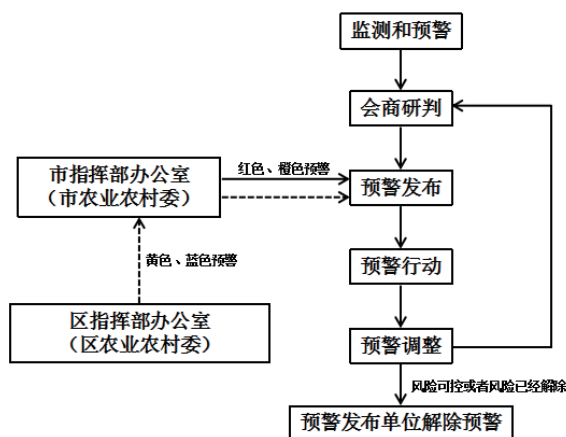 监测和预警
会商研判
市指挥部办公室
（市农业农村委）
红色、橙色预警
预警发布
黄色、蓝色预警
预警行动
区指挥部办公室
（区农业农村委）
预警调整
风险可控或者风险已经解除
预警发布单位解除预警